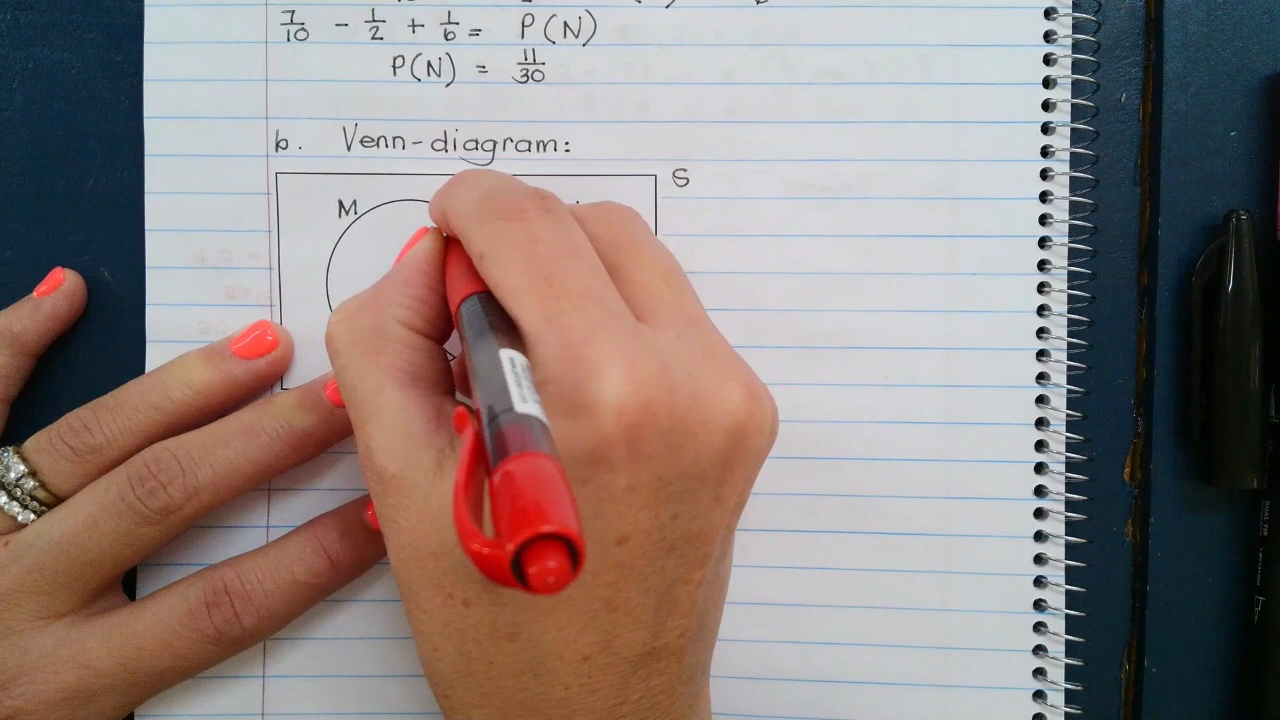 7/10 - 1/2 + 1/6 = P(N)
P(N) = 11/30
b. Venn-diagram:
S
M